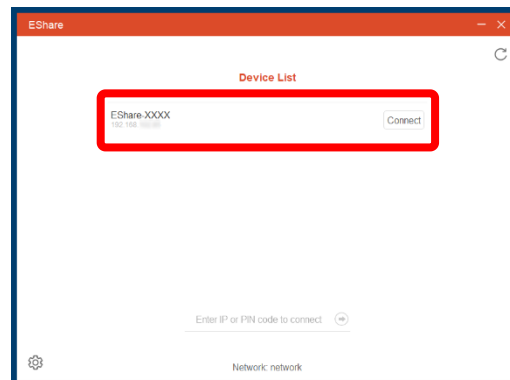 EShare
Device List
EShare-XXXX
192.168.
Connect
Enter IP or PIN code to connect
Network: network